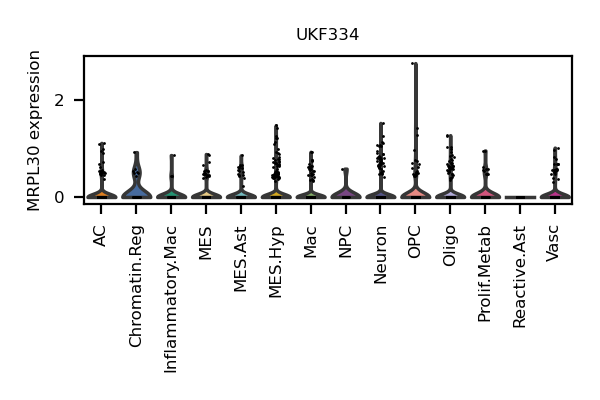 UKF334
MRPL30 expression
2
0
AC
Chromatin.Reg
Inflammatory.Mac
MES
MES.Ast
MES.Hyp
Mac
NPC
Neuron
OPC
Oligo
Prolif.Metab
Reactive.Ast
Vasc